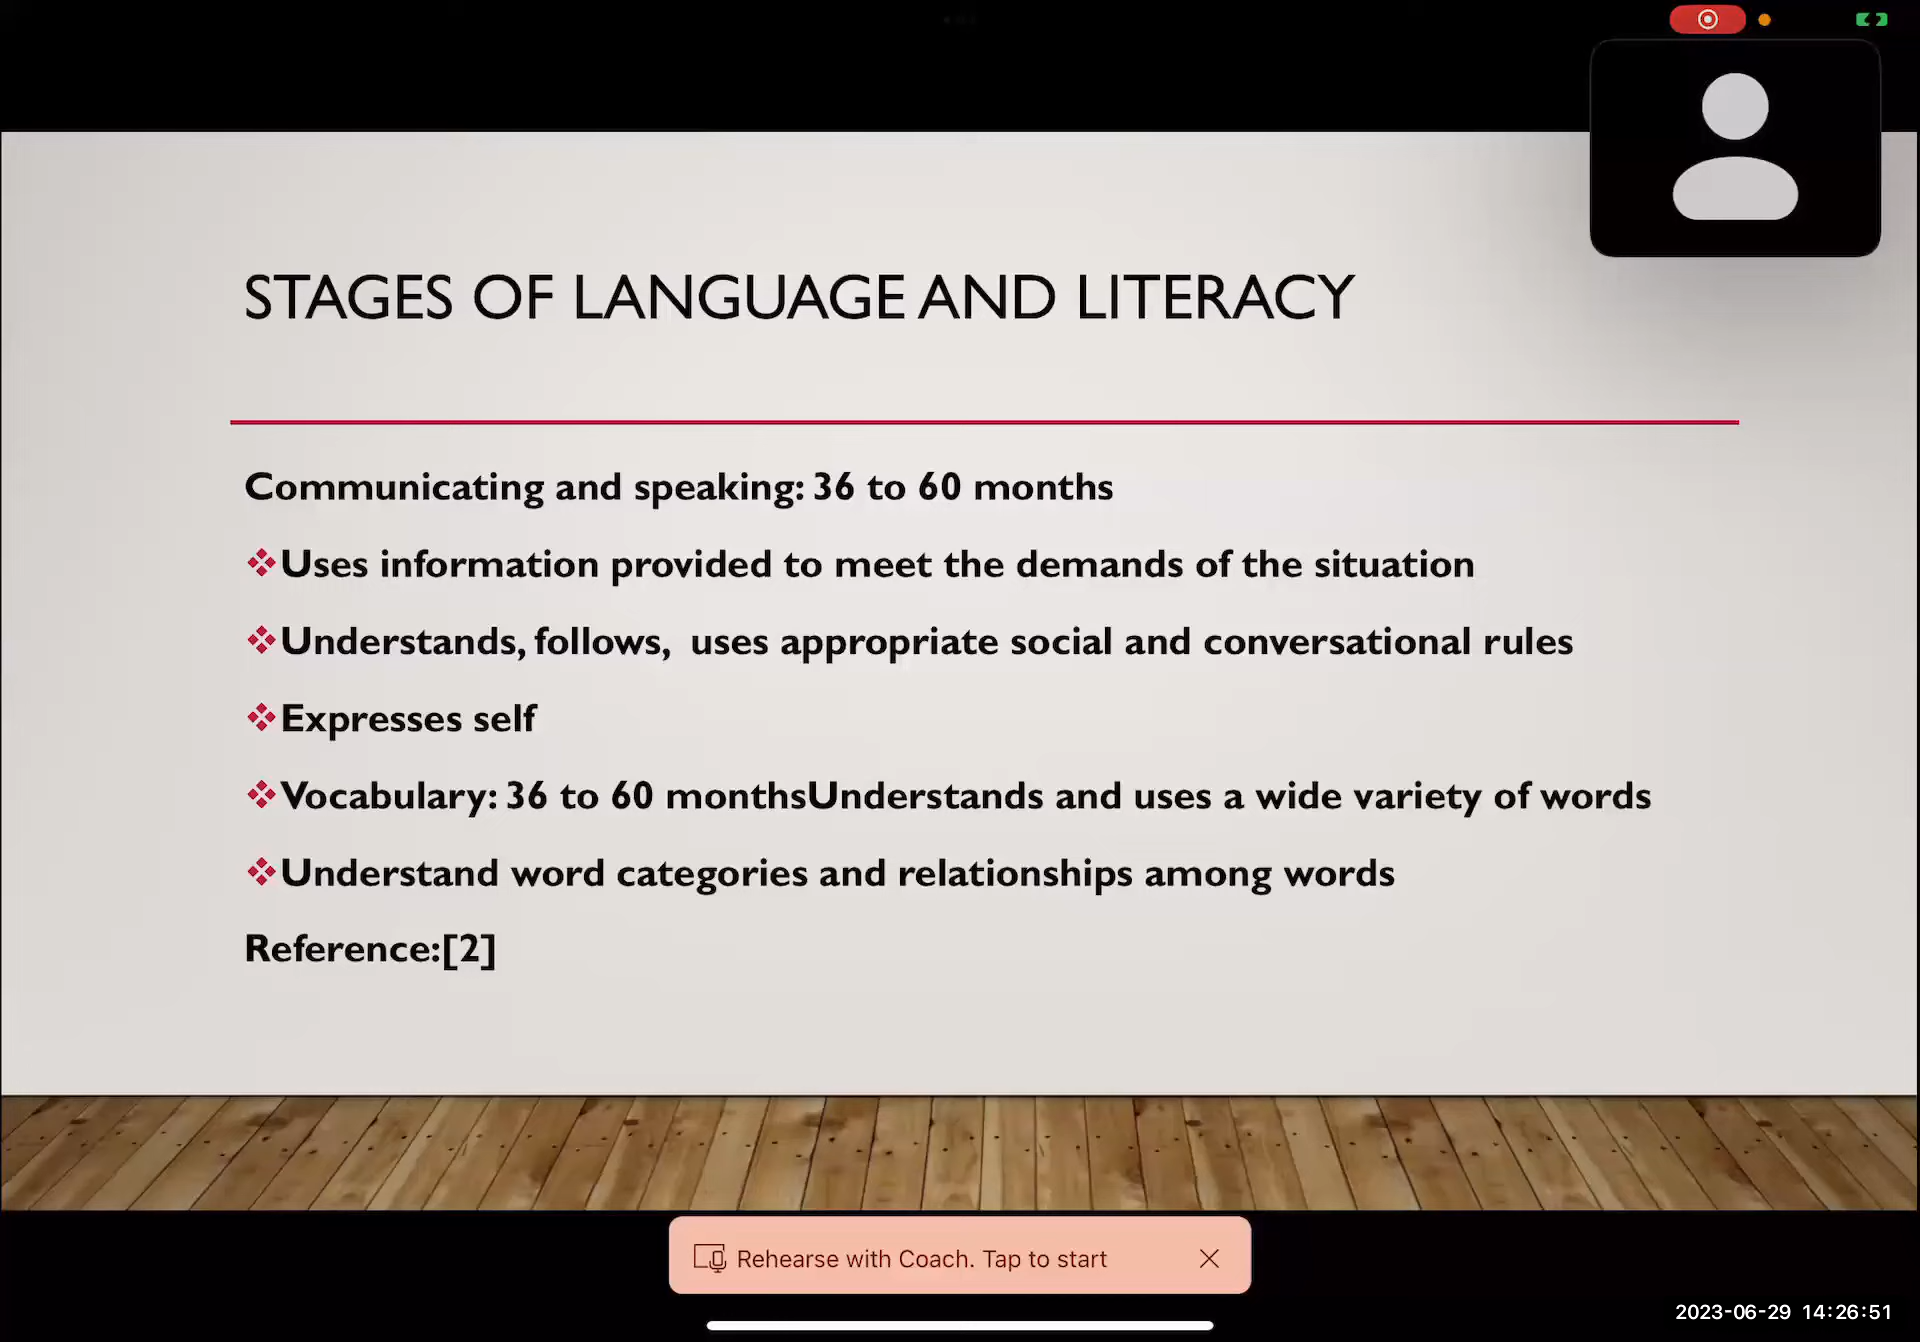 STAGES OF LANGUAGE AND LITERACY
Communicating and speaking: 36 to 60 months
❖Uses information provided to meet the demands of the situation
❖Understands, follows,  uses appropriate social and conversational rules
❖Expresses self
❖Vocabulary: 36 to 60 monthsUnderstands and uses a wide variety of words
❖Understand word categories and relationships among words
Reference:[2]
Rehearse with Coach. Tap to start
2023-06-29 14:26:51